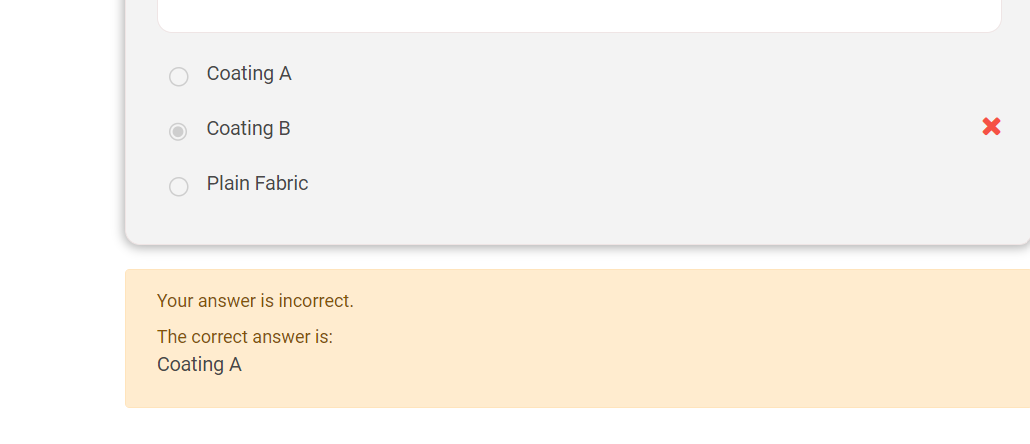 Coating A
Coating B
Plain Fabric
Your answer is incorrect.
The correct answer is:
Coating A